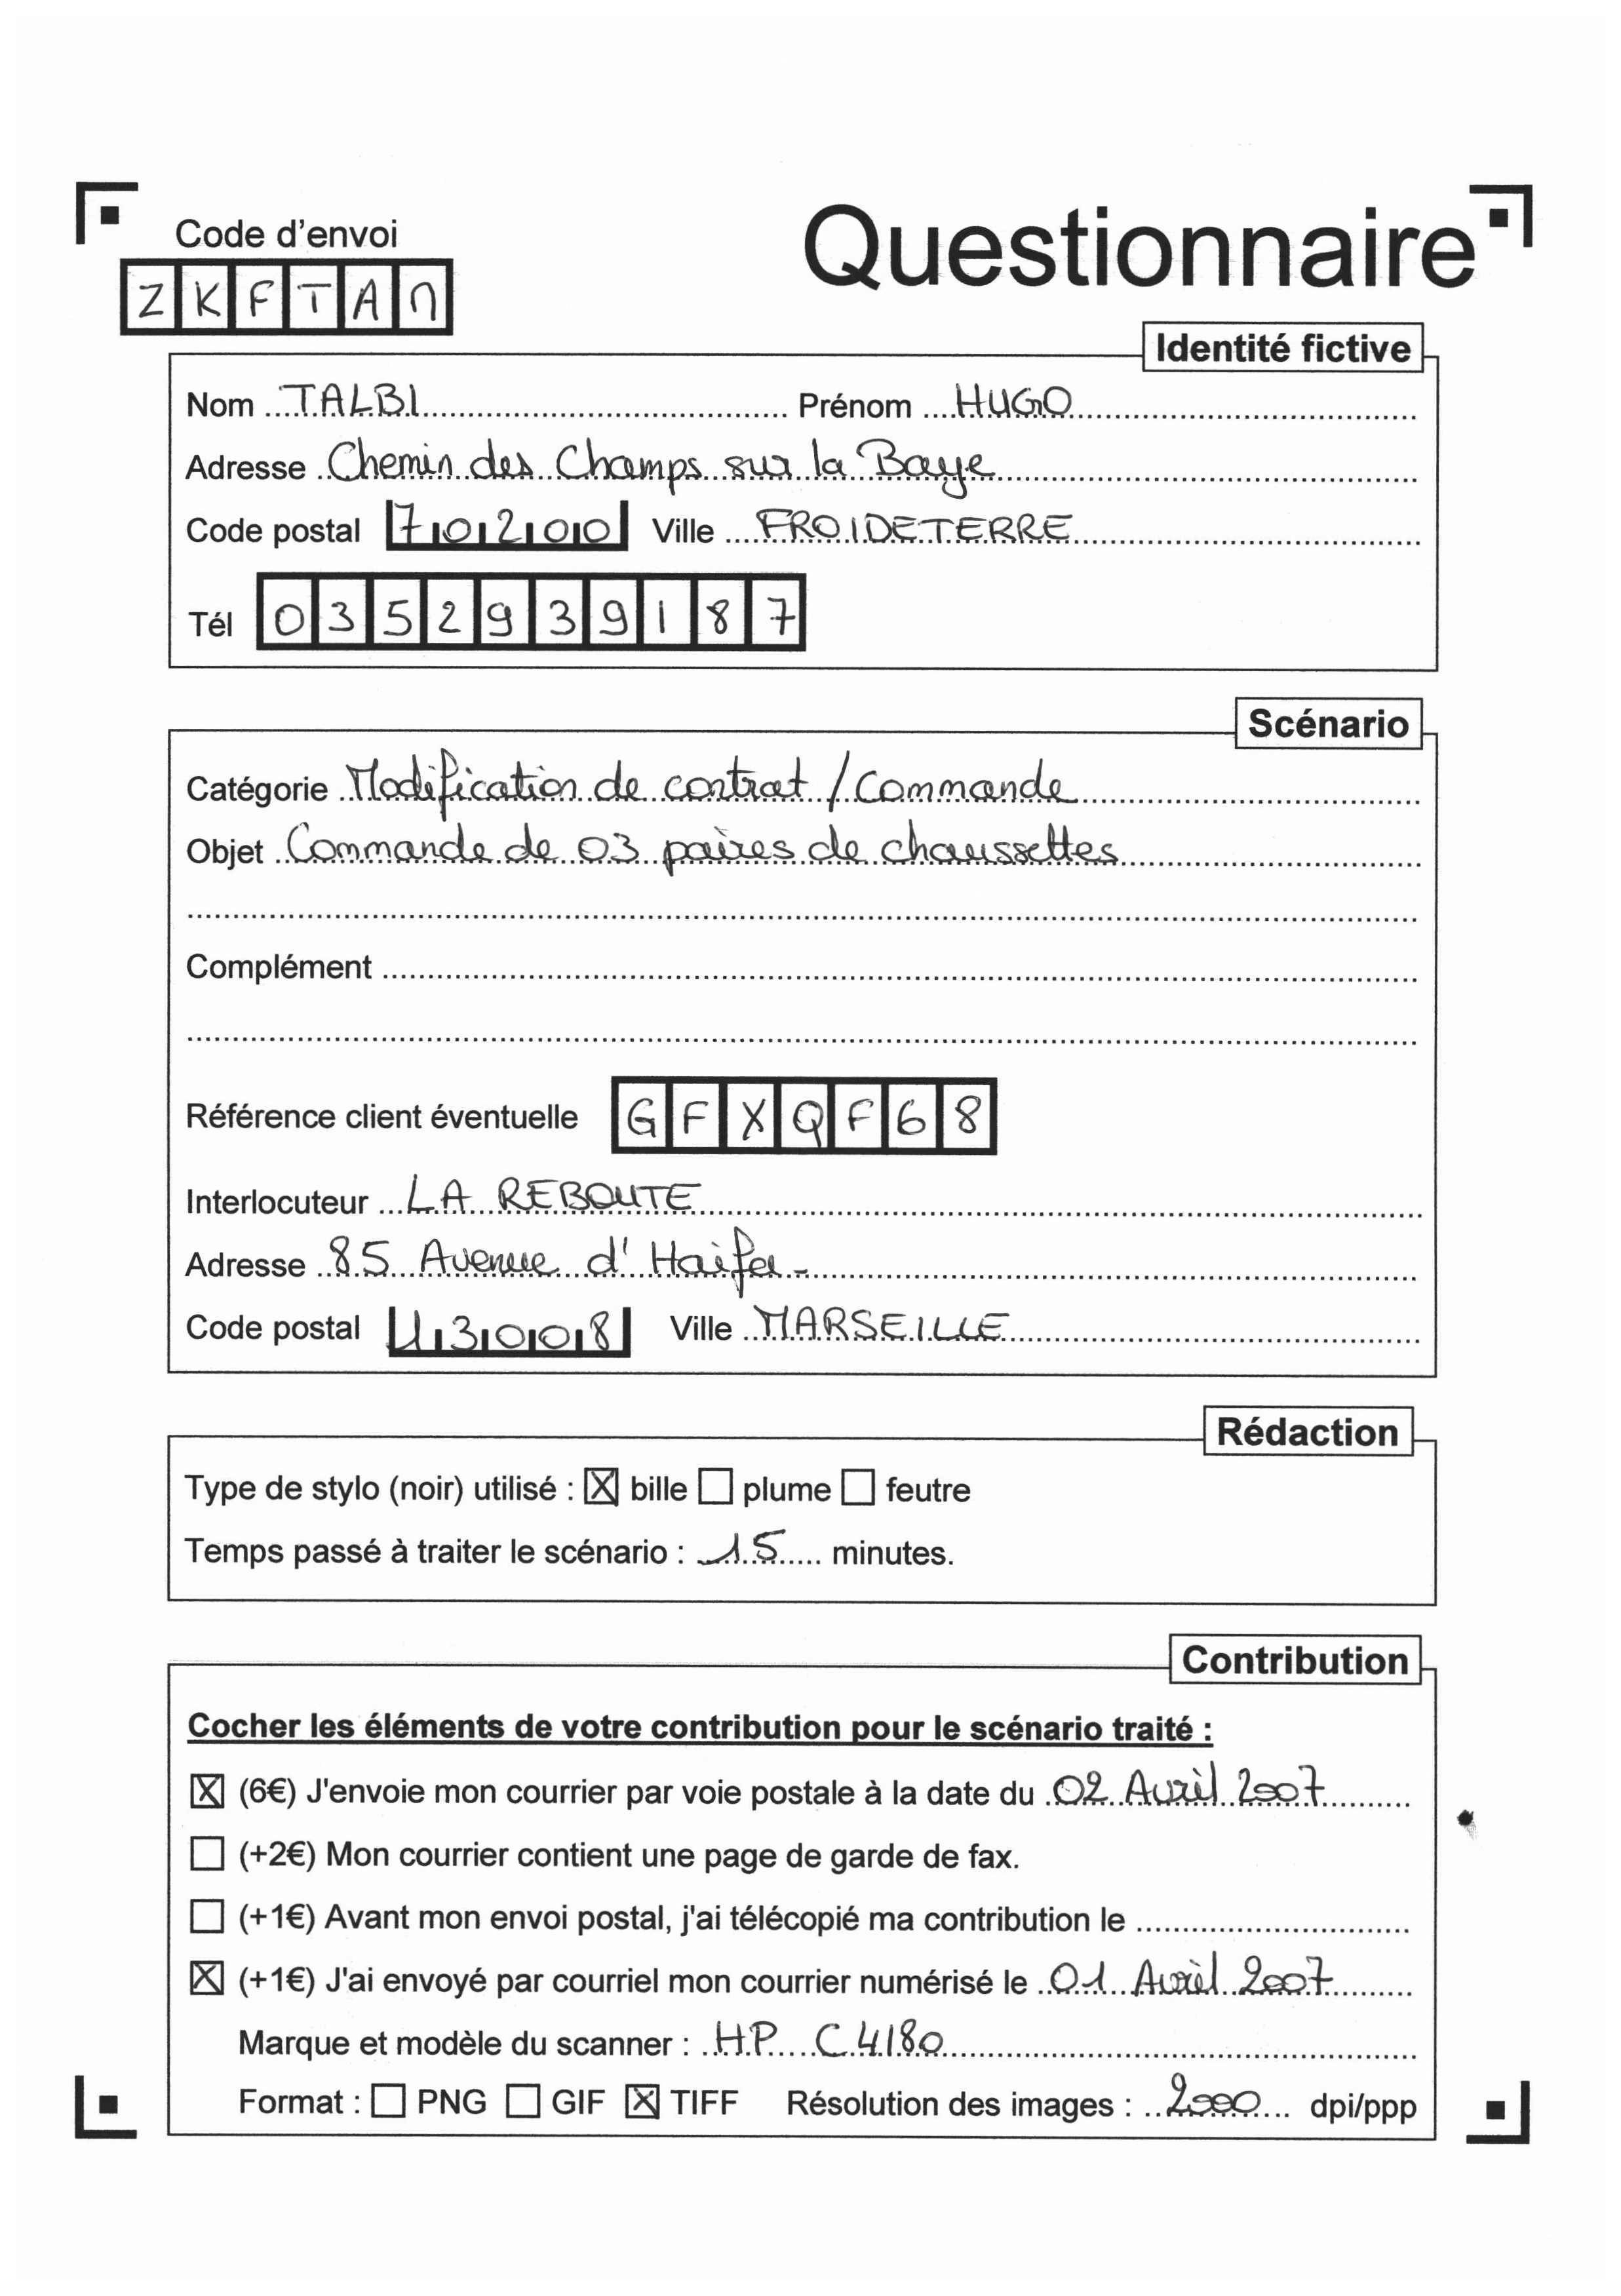 Code d'envoi
Questionnaire
Z K F T A M
Identité fictive
Nom TALBI Prénom HUGO
Adresse Chemin des Champs sur la Baye
Code postal 70200 Ville FROIDETERRE
Tél 0352939187
Scénario
Catégorie Modification de contrat / Commande
Objet Commande de 03 paires de chaussettes
Complément
Référence client éventuelle GFXQF68
Interlocuteur LA REBOUTE
Adresse 85 Avenue d'Haifa -
Code postal 13008 Ville MARSEILLE
Rédaction
Type de stylo (noir) utilisé : ☒ bille ☐ plume ☐ feutre
Temps passé à traiter le scénario : 15 minutes.
Contribution
Cocher les éléments de votre contribution pour le scénario traité :
☒ (6€) J'envoie mon courrier par voie postale à la date du 02 Avril 2007
☐ (+2€) Mon courrier contient une page de garde de fax.
☐ (+1€) Avant mon envoi postal, j'ai télécopié ma contribution le
☒ (+1€) J'ai envoyé par courriel mon courrier numérisé le 01 Avril 2007
Marque et modèle du scanner : HP C4180
Format : ☐ PNG ☐ GIF ☒ TIFF Résolution des images : 2000 dpi/ppp